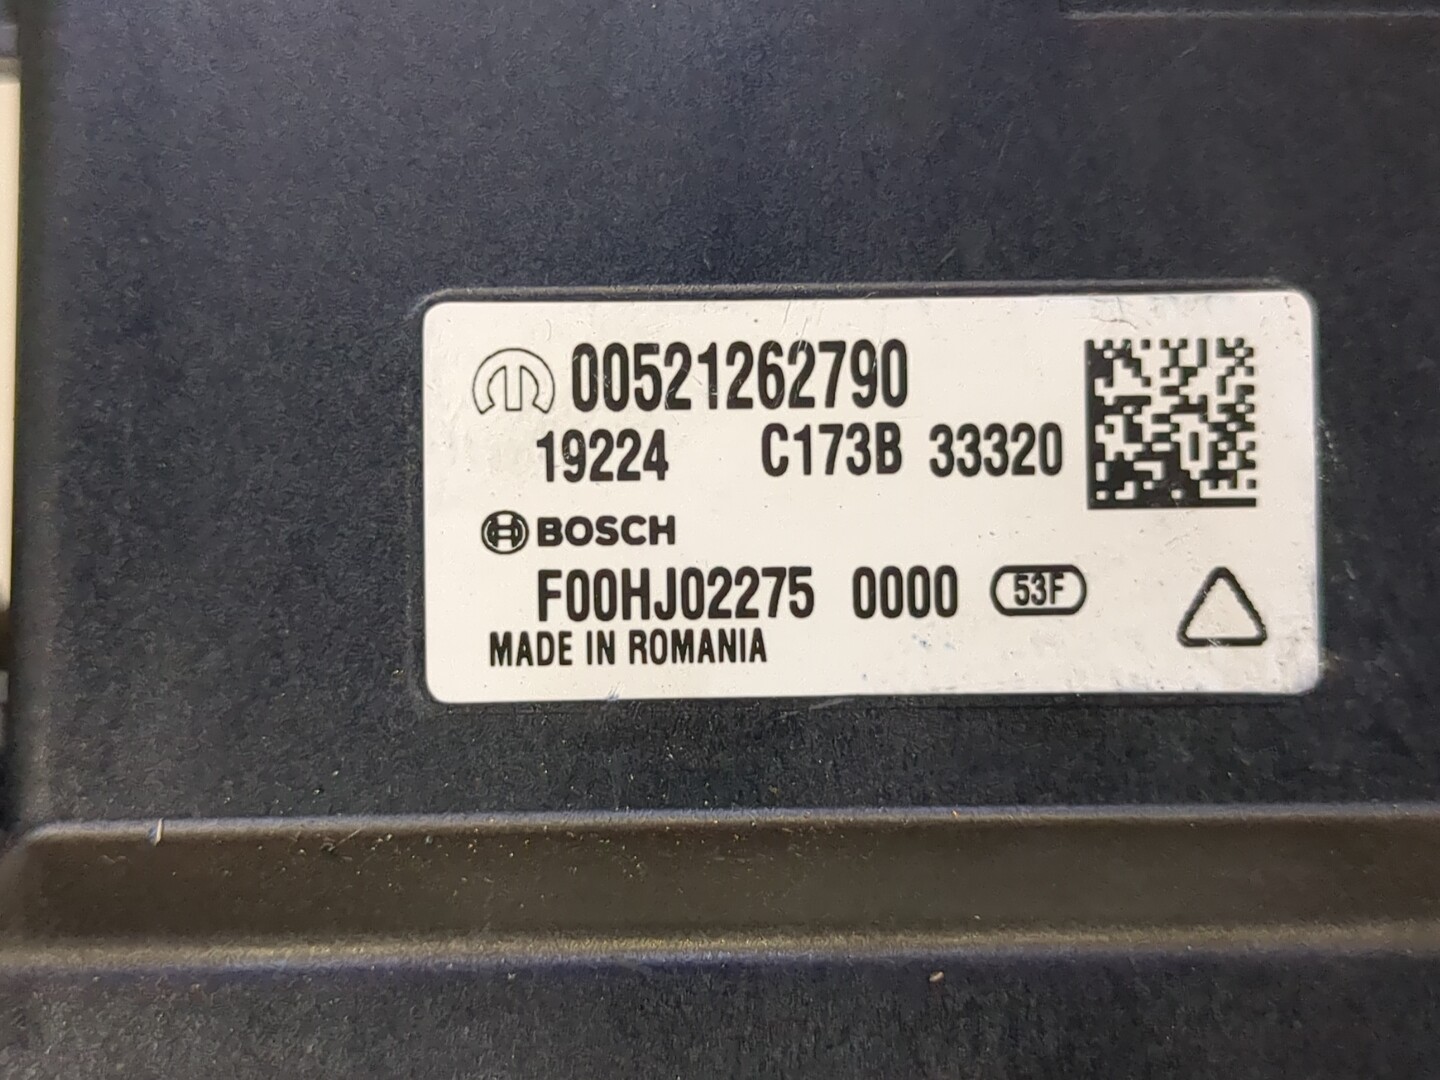 00521262790
19224 C173B 33320
BOSCH
F00HJ02275 0000 53F
MADE IN ROMANIA